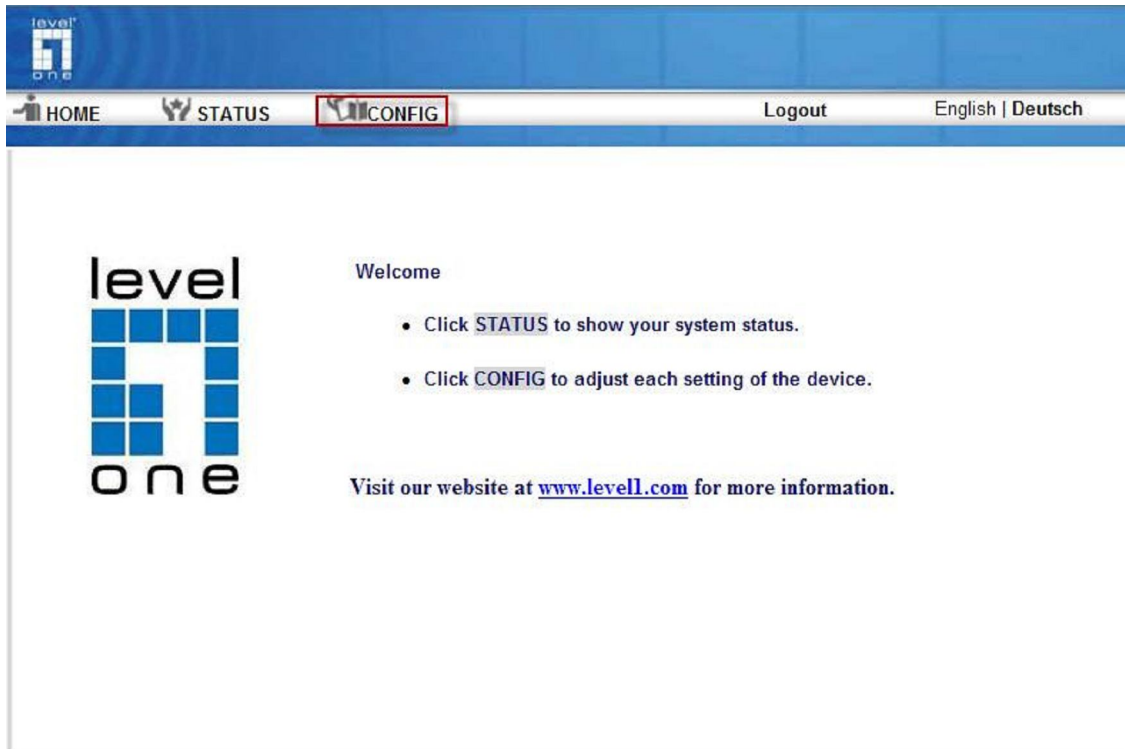 level
one
HOME STATUS CONFIG Logout English | Deutsch
level
one
Welcome
• Click STATUS to show your system status.
• Click CONFIG to adjust each setting of the device.
Visit our website at www.level1.com for more information.